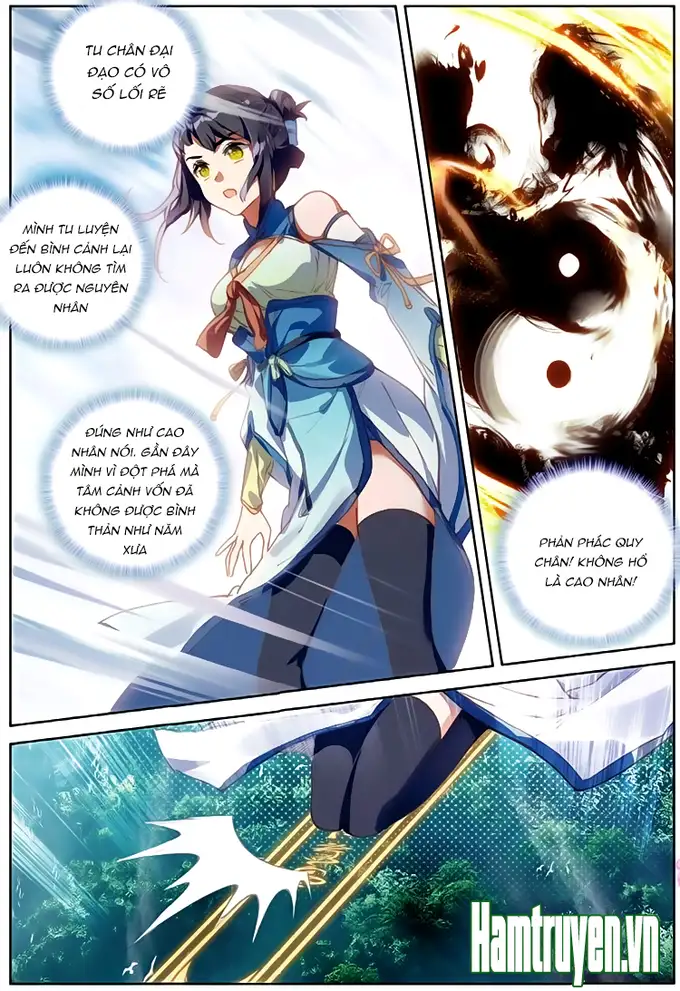 TU CHÂN ĐẠI
ĐẠO CÓ VÔ
SỐ LỐI RẼ
MÌNH TU LUYỆN
ĐẾN BÌNH CẢNH LẠI
LUÔN KHÔNG TÌM
RA ĐƯỢC NGUYÊN
NHÂN
ĐÚNG NHƯ CAO
NHÂN NÓI. GẦN ĐÂY
MÌNH VÌ ĐỘT PHÁ MÀ
TÂM CẢNH VỐN ĐÃ
KHÔNG ĐƯỢC BÌNH
THẢN NHƯ NĂM
XƯA
PHẢN PHÁC QUY
CHÂN! KHÔNG HỔ
LÀ CAO NHÂN!
Hamtruyen.vn